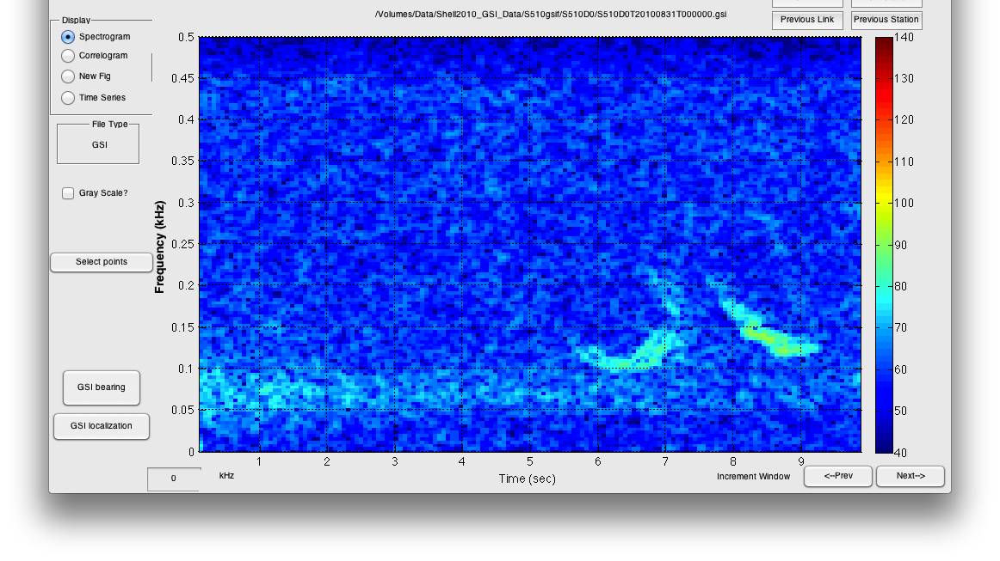 /Volumes/Data/Shell2010_GSI_Data/S510gsif/S510D0/S510D0T20100831T000000.gsi
Previous Link
Previous Station
Display
Spectrogram
Correlogram
New Fig
Time Series
File Type
GSI
Gray Scale?
Select points
GSI bearing
GSI localization
Frequency (kHz)
0.5
0.45
0.4
0.35
0.3
0.25
0.2
0.15
0.1
0.05
0
1 2 3 4 5 6 7 8 9
Time (sec)
140
130
120
110
100
90
80
70
60
50
40
0
kHz
Increment Window
<--Prev
Next-->